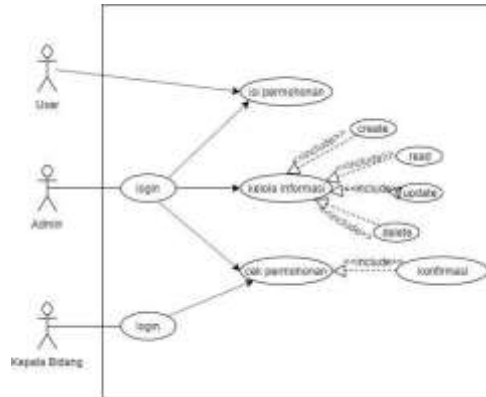 User
isi permohonan
create
<<include>>
<<include>>
read
Admin
login
kelola informasi
<<include>>
update
<<include>>
delete
cek permohonan
<<include>>
konfirmasi
login
Kepala Bidang